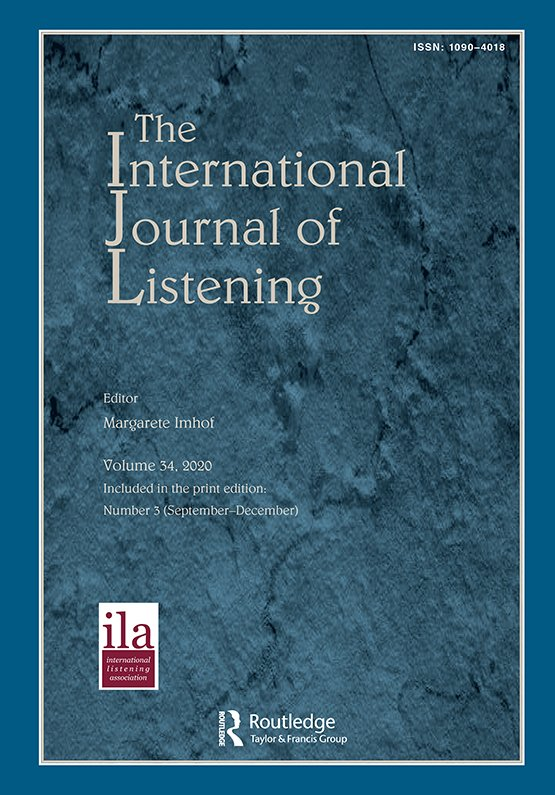 ISSN: 1090–4018
The
International
Journal of
Listening
Editor
Margarete Imhof
Volume 34, 2020
Included in the print edition:
Number 3 (September–December)
ila
international
listening
association
ROUTLEDGE
Routledge
Taylor & Francis Group